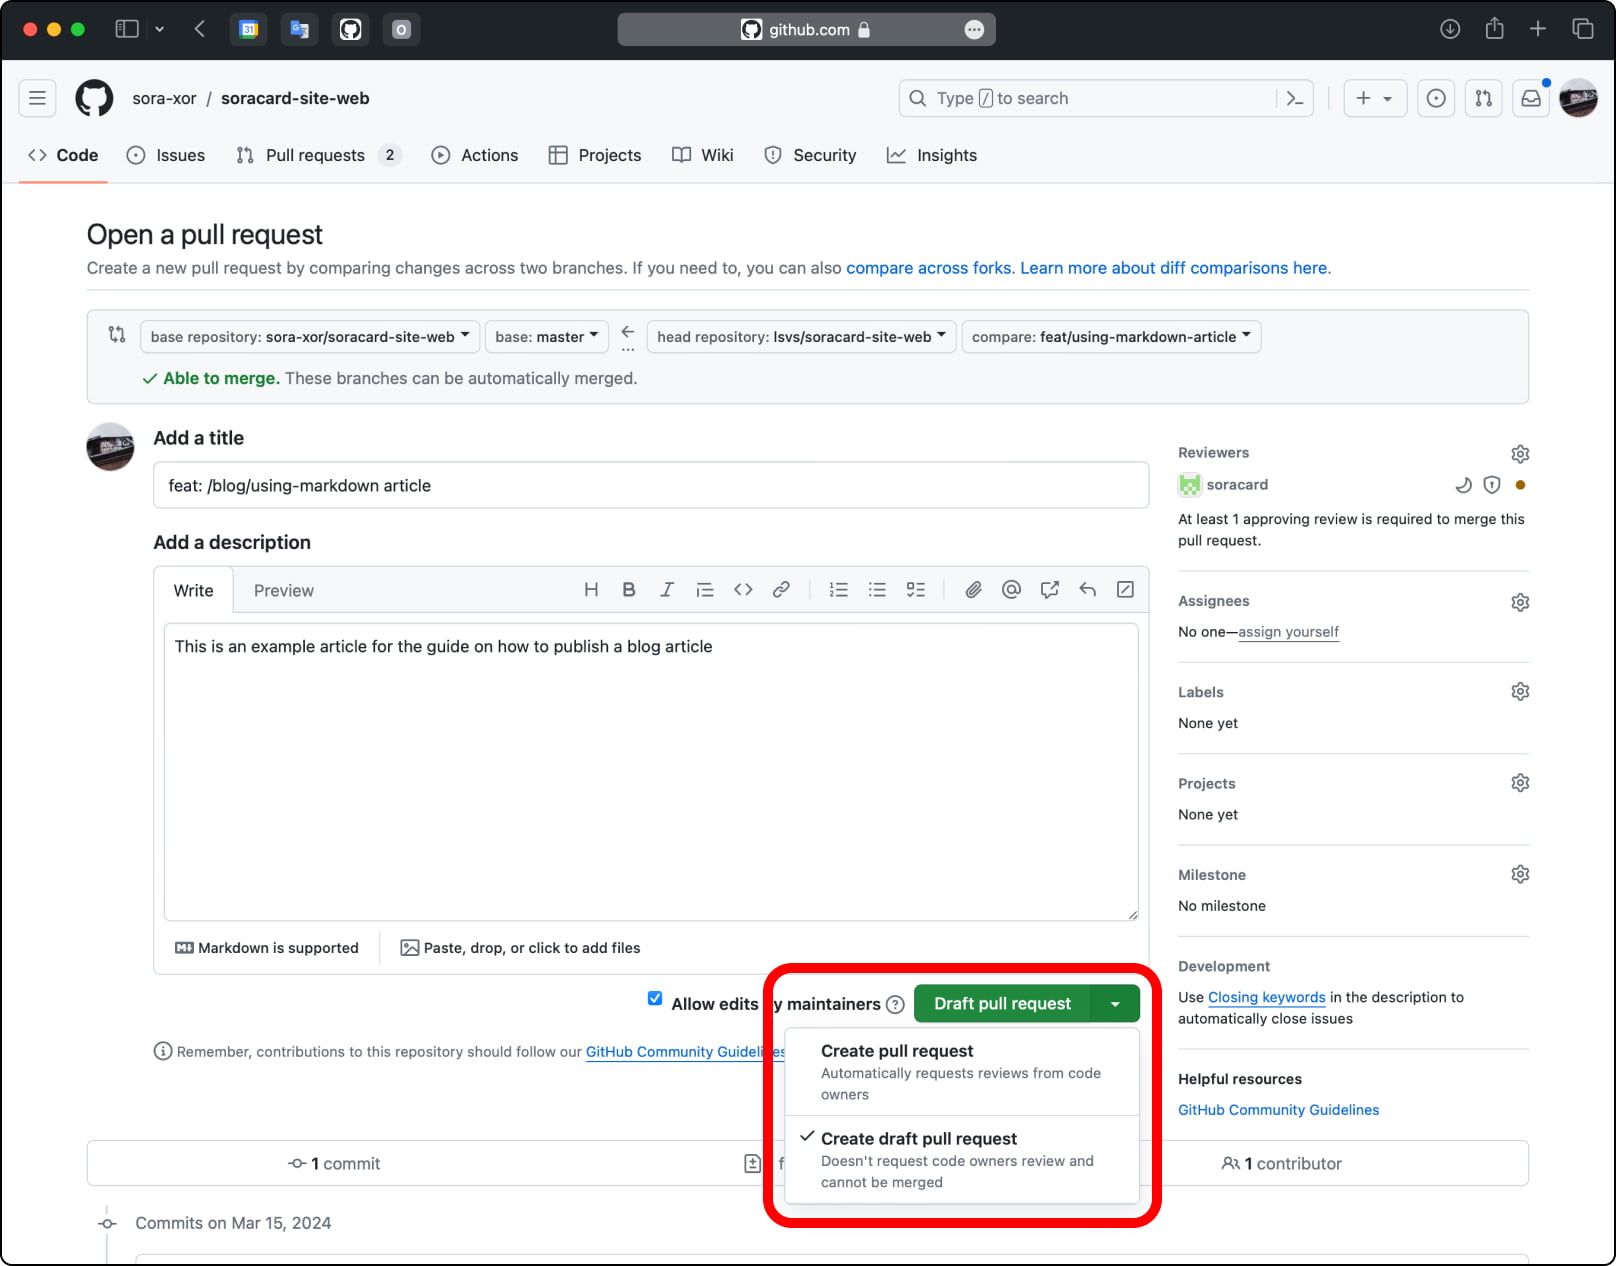 31
G
O
github.com
sora-xor / soracard-site-web
Type / to search
Code
Issues
Pull requests 2
Actions
Projects
Wiki
Security
Insights
Open a pull request
Create a new pull request by comparing changes across two branches. If you need to, you can also compare across forks. Learn more about diff comparisons here.
base repository: sora-xor/soracard-site-web
base: master
head repository: lsvs/soracard-site-web
compare: feat/using-markdown-article
Able to merge. These branches can be automatically merged.
Add a title
feat: /blog/using-markdown article
Add a description
Write
Preview
H B I
This is an example article for the guide on how to publish a blog article
Markdown is supported
Paste, drop, or click to add files
Allow edits y maintainers
Draft pull request
Create pull request
Automatically requests reviews from code
owners
Create draft pull request
Doesn't request code owners review and
cannot be merged
Remember, contributions to this repository should follow our GitHub Community Guidelines
Reviewers
soracard
At least 1 approving review is required to merge this
pull request.
Assignees
No one—assign yourself
Labels
None yet
Projects
None yet
Milestone
No milestone
Development
Use Closing keywords in the description to
automatically close issues
Helpful resources
GitHub Community Guidelines
1 commit
1 contributor
Commits on Mar 15, 2024